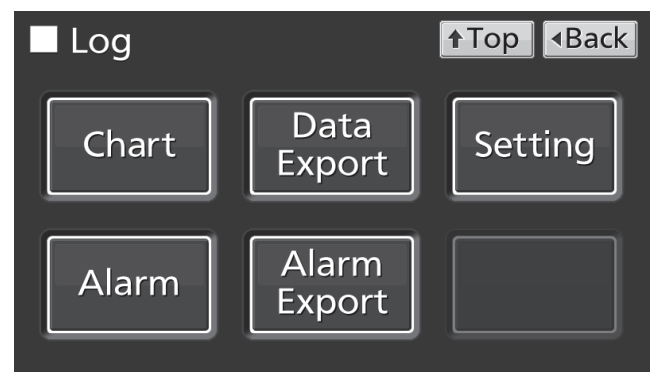 Log
↑Top
◂Back
Chart
Data
Export
Setting
Alarm
Alarm
Export